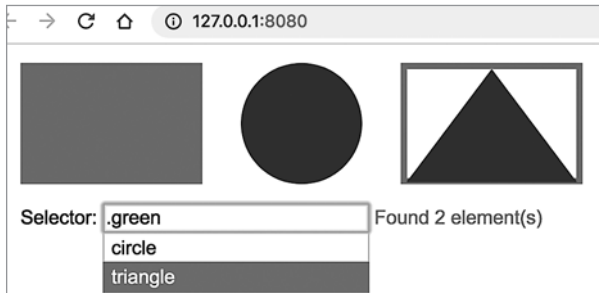 127.0.0.1:8080
Selector: .green Found 2 element(s)
circle
triangle